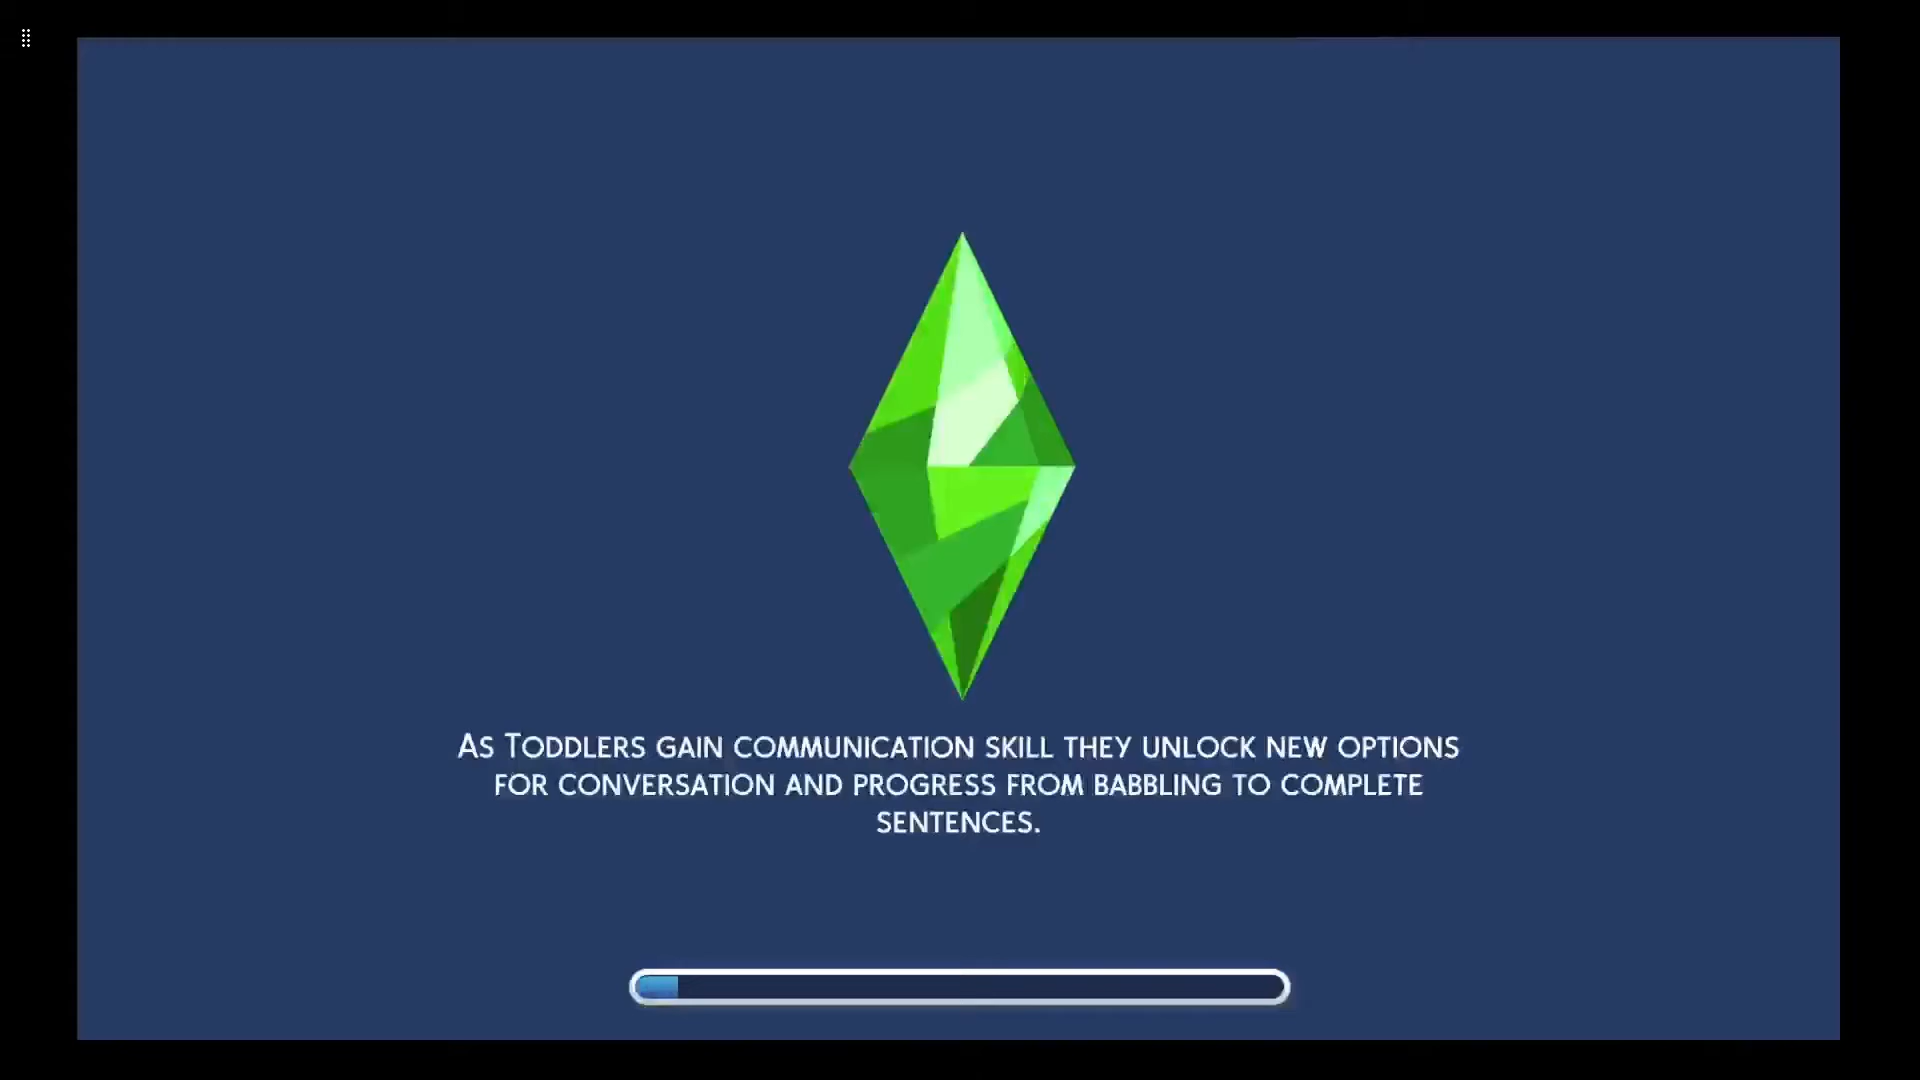 As Toddlers gain communication skill they unlock new options
for conversation and progress from babbling to complete
sentences.